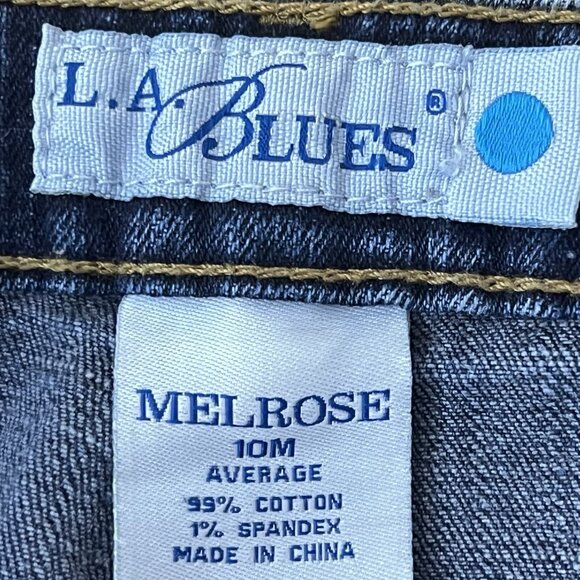 L.A. BLUES ®
MELROSE
10M
AVERAGE
99% COTTON
1% SPANDEX
MADE IN CHINA